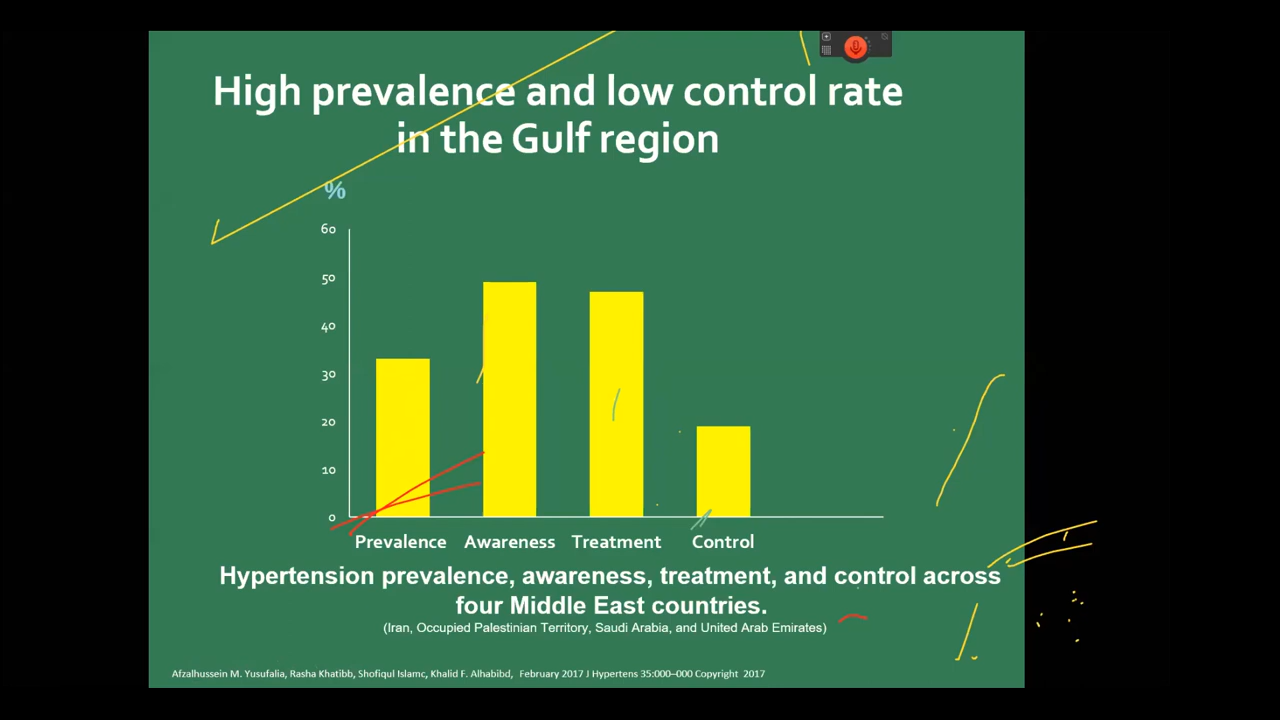 High prevalence and low control rate
in the Gulf region
%
60
50
40
30
20
10
0
Prevalence Awareness Treatment Control
Hypertension prevalence, awareness, treatment, and control across
four Middle East countries.
(Iran, Occupied Palestinian Territory, Saudi Arabia, and United Arab Emirates)
Afzalhussein M. Yusufalia, Rasha Khatibb, Shofiqul Islamc, Khalid F. Alhabibd, February 2017 J Hypertens 35:000–000 Copyright 2017